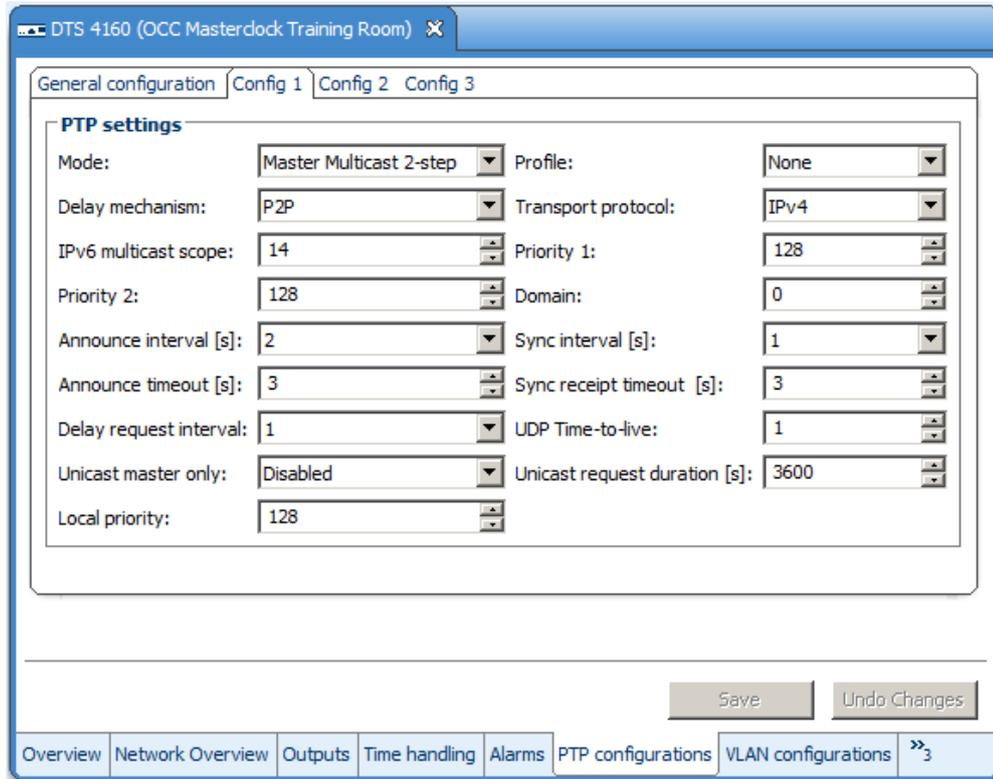 DTS 4160 (OCC Masterclock Training Room)
General configuration Config 1 Config 2 Config 3
PTP settings
Mode: Master Multicast 2-step Profile: None
Delay mechanism: P2P Transport protocol: IPv4
IPv6 multicast scope: 14 Priority 1: 128
Priority 2: 128 Domain: 0
Announce interval [s]: 2 Sync interval [s]: 1
Announce timeout [s]: 3 Sync receipt timeout [s]: 3
Delay request interval: 1 UDP Time-to-live: 1
Unicast master only: Disabled Unicast request duration [s]: 3600
Local priority: 128
Save Undo Changes
Overview Network Overview Outputs Time handling Alarms PTP configurations VLAN configurations »3